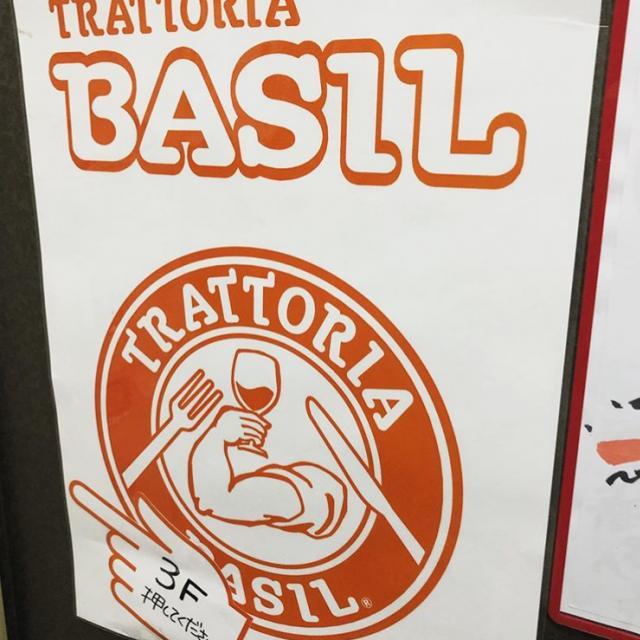 TRATTORIA
BASIL
TRATTORIA
BASIL®
3F
押してくださ